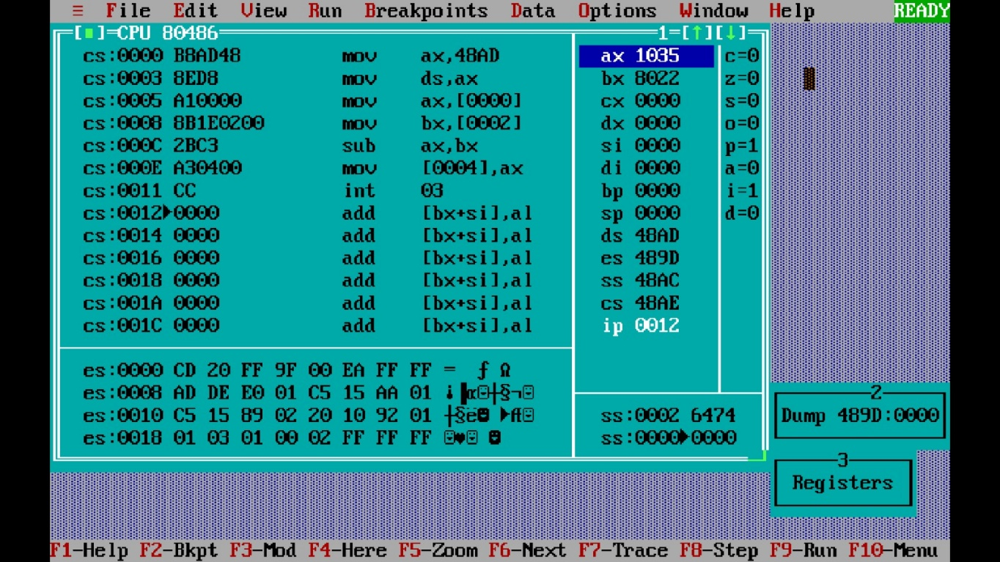 ≡ File Edit View Run Breakpoints Data Options Window Help READY
[■]=CPU 80486 1=[↑][↓]
cs:0000 B8AD48 mov ax,48AD ax 1035 c=0
cs:0003 8ED8 mov ds,ax bx 8022 z=0
cs:0005 A10000 mov ax,[0000] cx 0000 s=0
cs:0008 8B1E0200 mov bx,[0002] dx 0000 o=0
cs:000C 2BC3 sub ax,bx si 0000 p=1
cs:000E A30400 mov [0004],ax di 0000 a=0
cs:0011 CC int 03 bp 0000 i=1
cs:0012►0000 add [bx+si],al sp 0000 d=0
cs:0014 0000 add [bx+si],al ds 48AD
cs:0016 0000 add [bx+si],al es 489D
cs:0018 0000 add [bx+si],al ss 48AC
cs:001A 0000 add [bx+si],al cs 48AE
cs:001C 0000 add [bx+si],al ip 0012
es:0000 CD 20 FF 9F 00 EA FF FF = ƒ Ω
es:0008 AD DE E0 01 C5 15 AA 01 ¡▐α☺┼§¬☺ 2
es:0010 C5 15 89 02 20 10 92 01 ┼§ë☻ ►Æ☺ ss:0002 6474 Dump 489D:0000
es:0018 01 03 01 00 02 FF FF FF ☺♥☺ ☻ ss:0000►0000
3
Registers
F1-Help F2-Bkpt F3-Mod F4-Here F5-Zoom F6-Next F7-Trace F8-Step F9-Run F10-Menu